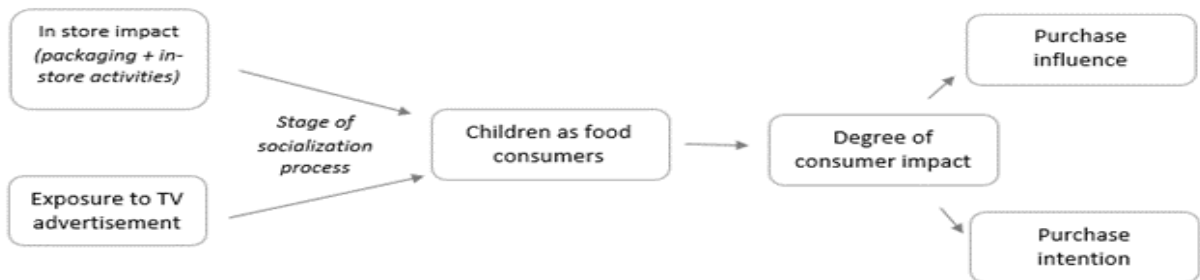 In store impact
(packaging + in-
store activities)
Exposure to TV
advertisement
Stage of
socialization
process
Children as food
consumers
Degree of
consumer impact
Purchase
influence
Purchase
intention